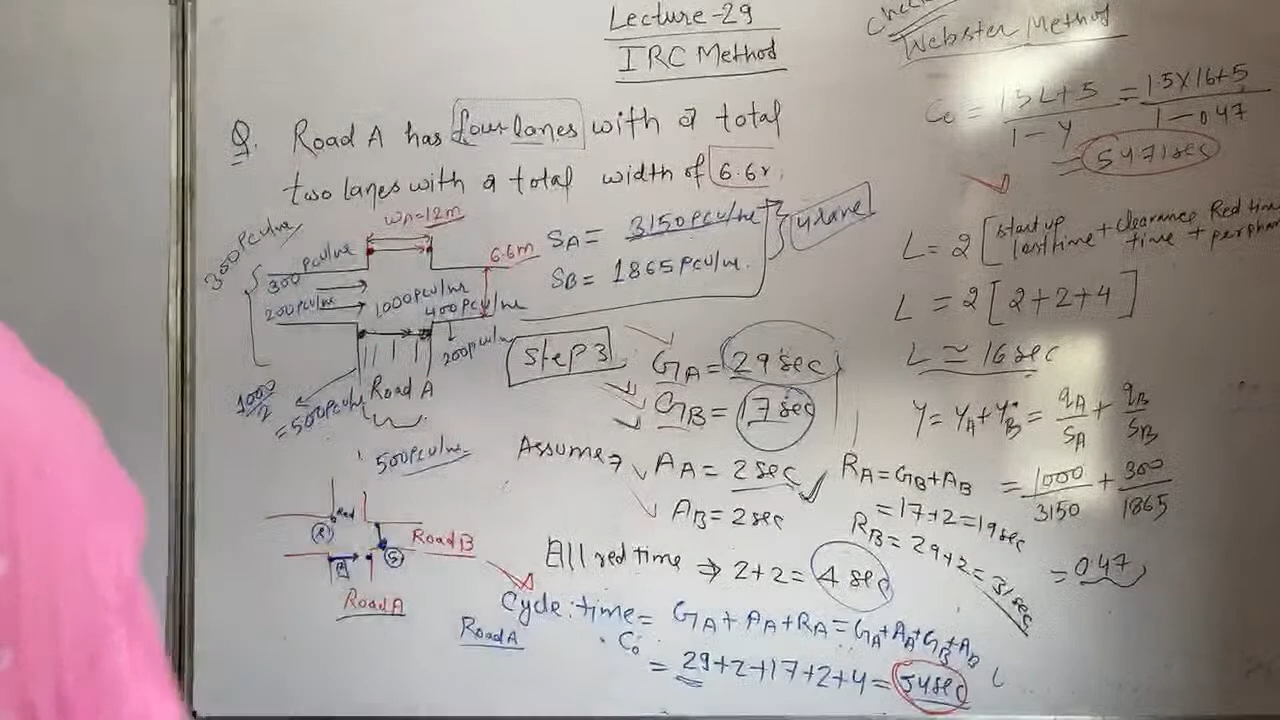 Lecture-29
IRC Method
Q. Road A has four lanes with a total
two lanes with a total width of 6.6
WA=12m
350 PCU/hr
300 PCU/hr
200 PCU/hr
1000 PCU/hr
400 PCU/hr
200 PCU/hr
6.6m
Road A
1000/2
=500 PCU/hr
500 PCU/hr
SA= 3150 PCU/hr
SB= 1865 PCU/hr.
4 lane
Step 3
GA= 29 sec
GB= 17 sec
Assume→ AA= 2 sec
AB= 2 sec
RA=GB+AB
=17+2=19 sec
RB= 29+2=31 sec
All red time ⇒ 2+2= 4 sec
Cycle time= GA+AA+RA=GA+AA+GB+AB
Co
= 29+2+17+2+4= 54 sec
Red
R
G
Road B
Road A
Road A
Check
Webster Method
Co = 1.5L+5/1-Y = 1.5X16+5/1-0.47
= 54.71 sec
L= 2 [start up lost time + clearance time + Red time per phase
L= 2[2+2+4]
L ≃ 16 sec
Y= YA+YB= qA/SA + qB/SB
= 1000/3150 + 300/1865
=0.47